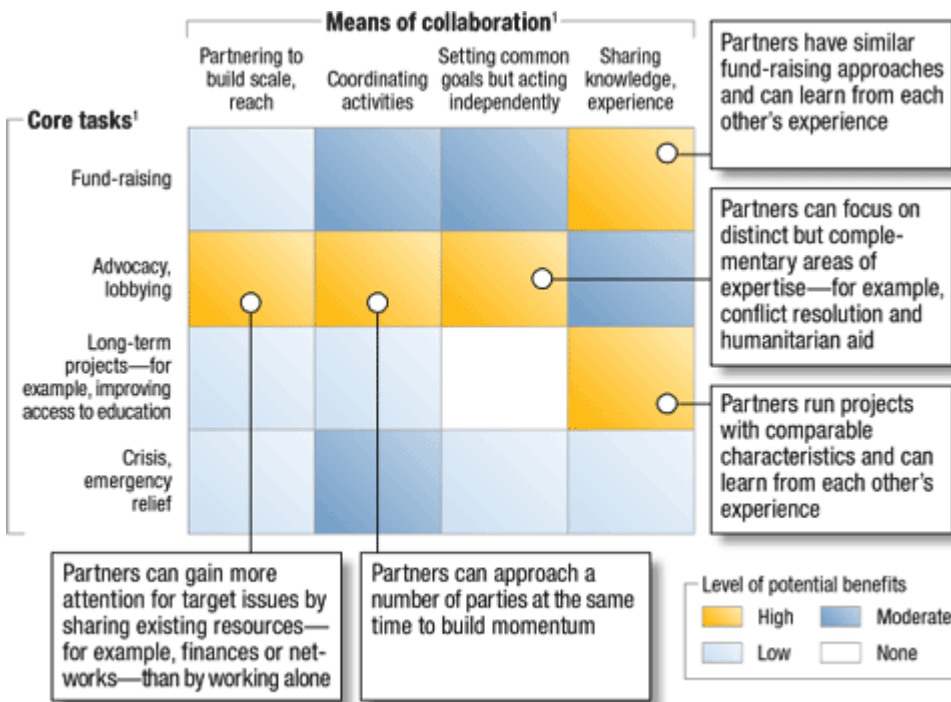 Means of collaboration¹
Partnering to
build scale,
reach
Coordinating
activities
Setting common
goals but acting
independently
Sharing
knowledge,
experience
Core tasks¹
Fund-raising
Advocacy,
lobbying
Long-term
projects—for
example, improving
access to education
Crisis,
emergency
relief
Partners have similar
fund-raising approaches
and can learn from each
other's experience
Partners can focus on
distinct but comple-
mentary areas of
expertise—for example,
conflict resolution and
humanitarian aid
Partners run projects
with comparable
characteristics and can
learn from each other's
experience
Partners can gain more
attention for target issues by
sharing existing resources—
for example, finances or net-
works—than by working alone
Partners can approach a
number of parties at the same
time to build momentum
Level of potential benefits
High
Moderate
Low
None